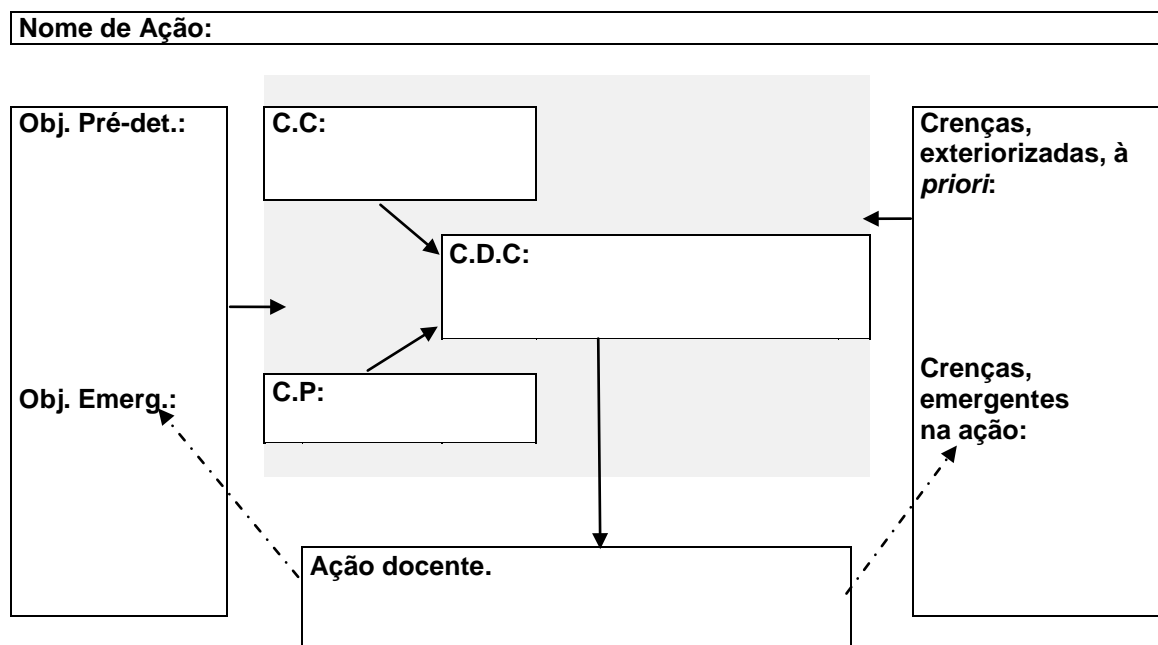 Nome de Ação:
Obj. Pré-det.:
Obj. Emerg.:
C.C:
C.D.C:
C.P:
Crenças,
exteriorizadas, à
priori:
Crenças,
emergentes
na ação:
Ação docente.